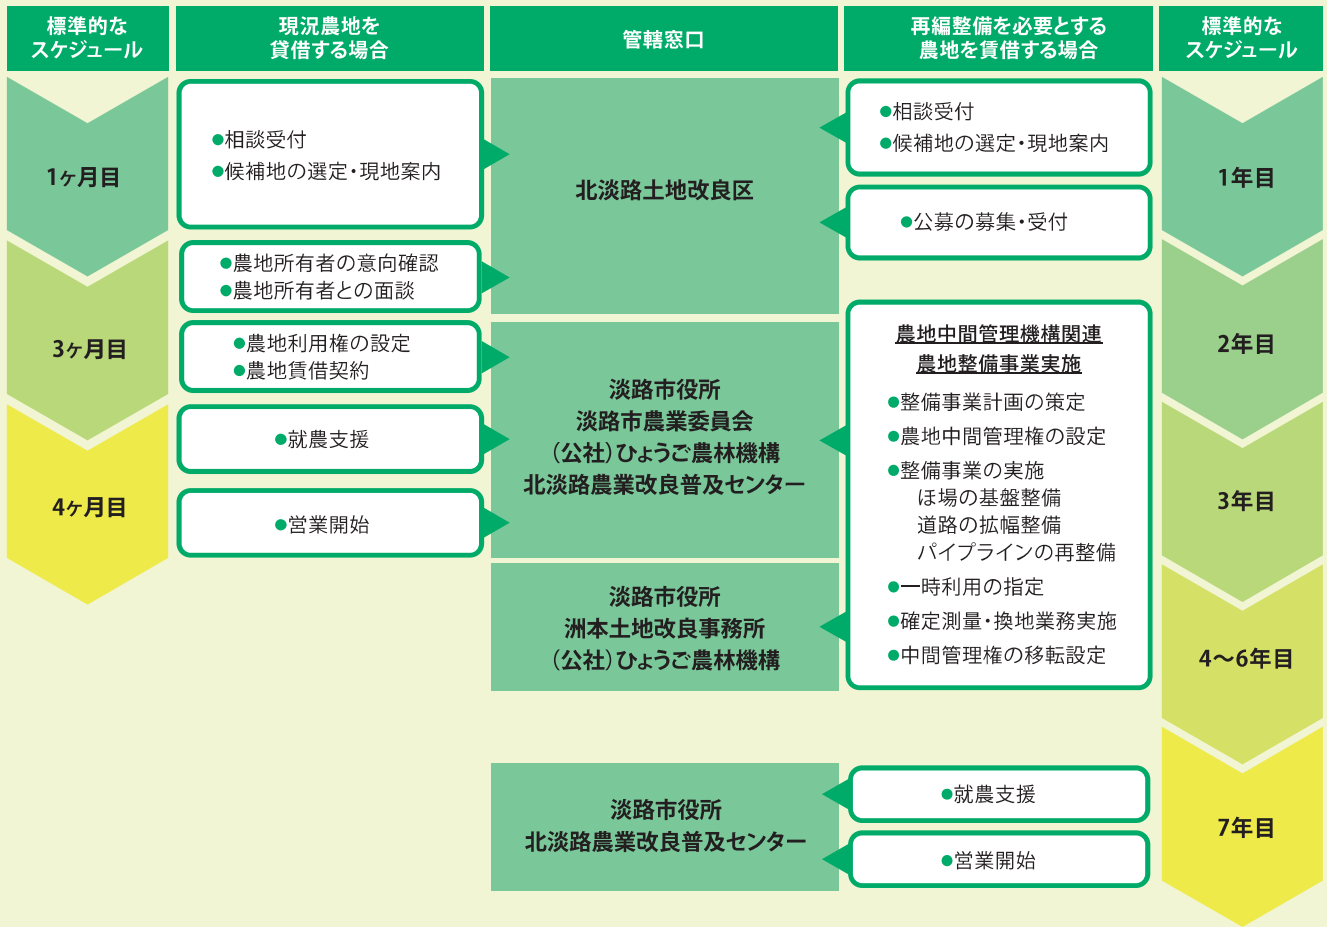 標準的な
スケジュール
現況農地を
貸借する場合
管轄窓口
再編整備を必要とする
農地を賃借する場合
標準的な
スケジュール
1ヶ月目
3ヶ月目
4ヶ月目
●相談受付
●候補地の選定・現地案内
●農地所有者の意向確認
●農地所有者との面談
●農地利用権の設定
●農地賃借契約
●就農支援
●営業開始
北淡路土地改良区
淡路市役所
淡路市農業委員会
(公社)ひょうご農林機構
北淡路農業改良普及センター
淡路市役所
洲本土地改良事務所
(公社)ひょうご農林機構
淡路市役所
北淡路農業改良普及センター
●相談受付
●候補地の選定・現地案内
●公募の募集・受付
農地中間管理機構関連
農地整備事業実施
●整備事業計画の策定
●農地中間管理権の設定
●整備事業の実施
ほ場の基盤整備
道路の拡幅整備
パイプラインの再整備
●一時利用の指定
●確定測量・換地業務実施
●中間管理権の移転設定
●就農支援
●営業開始
1年目
2年目
3年目
4〜6年目
7年目